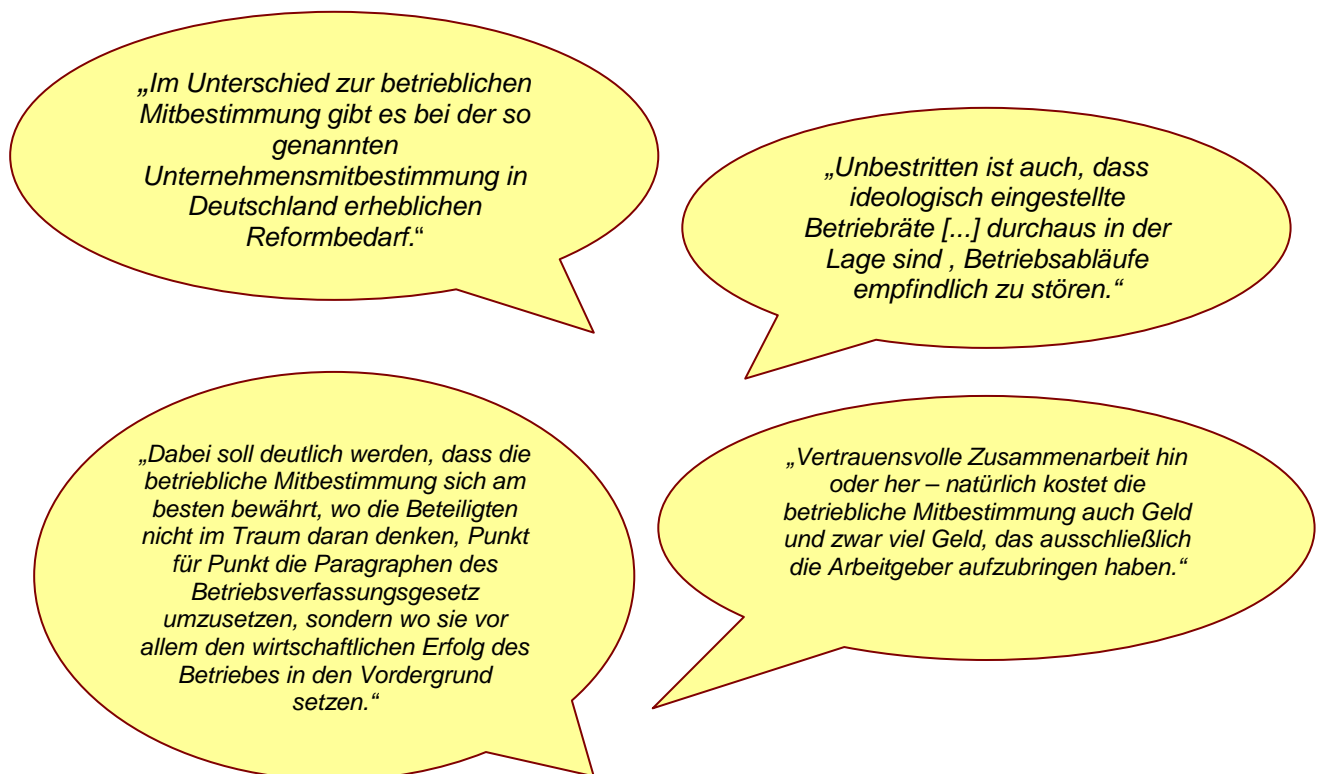 „Im Unterschied zur betrieblichen
Mitbestimmung gibt es bei der so
genannten
Unternehmensmitbestimmung in
Deutschland erheblichen
Reformbedarf.“
„Unbestritten ist auch, dass
ideologisch eingestellte
Betriebräte [...] durchaus in der
Lage sind , Betriebsabläufe
empfindlich zu stören.“
„Dabei soll deutlich werden, dass die
betriebliche Mitbestimmung sich am
besten bewährt, wo die Beteiligten
nicht im Traum daran denken, Punkt
für Punkt die Paragraphen des
Betriebsverfassungsgesetz
umzusetzen, sondern wo sie vor
allem den wirtschaftlichen Erfolg des
Betriebes in den Vordergrund
setzen.“
„Vertrauensvolle Zusammenarbeit hin
oder her – natürlich kostet die
betriebliche Mitbestimmung auch Geld
und zwar viel Geld, das ausschließlich
die Arbeitgeber aufzubringen haben.“